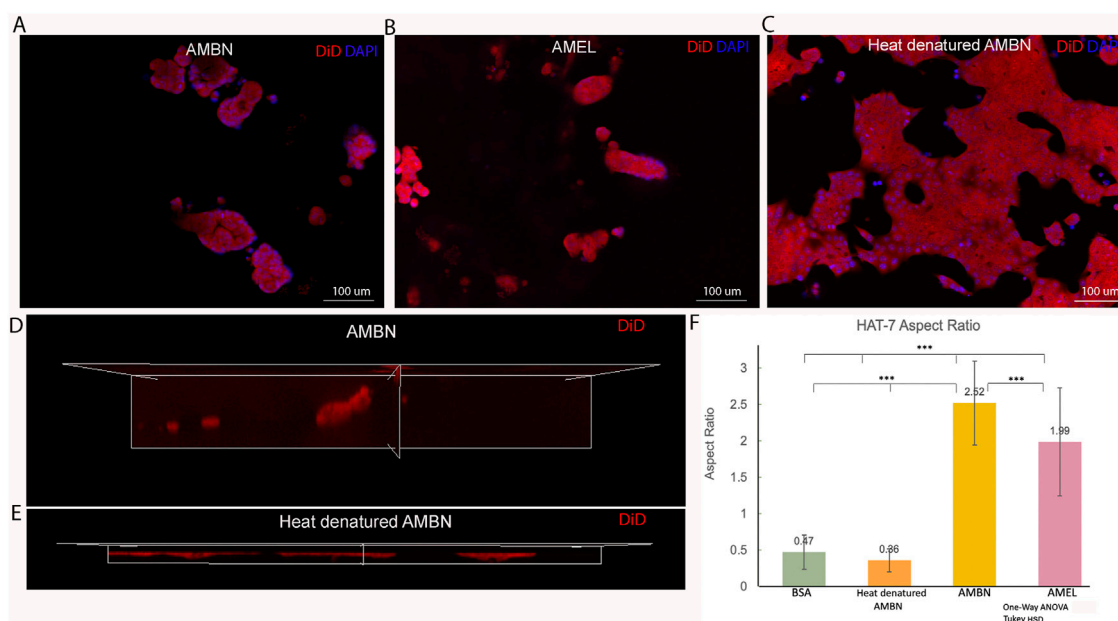 A
AMBN
DiD DAPI
100 um
B
AMEL
DiD DAPI
100 um
C
Heat denatured AMBN
DiD DAPI
100 um
D
AMBN
DiD
E
Heat denatured AMBN
DiD
F
HAT-7 Aspect Ratio
Aspect Ratio
3
2.5
2
1.5
1
0.5
0
***
***
***
0.47
0.36
2.52
1.99
BSA
Heat denatured
AMBN
AMBN
AMEL
One-Way ANOVA
Tukey HSD